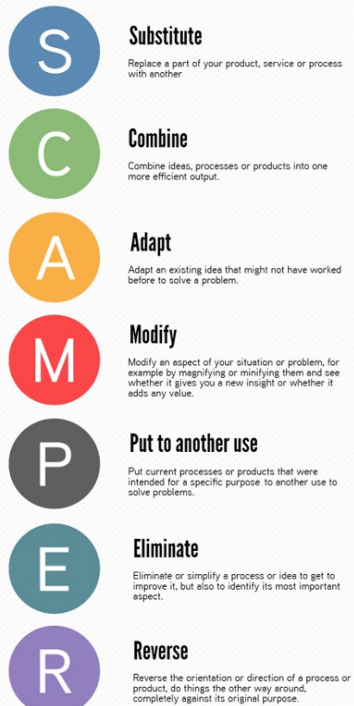 S
Substitute
Replace a part of your product, service or process
with another
C
Combine
Combine ideas, processes or products into one
more efficient output.
A
Adapt
Adapt an existing idea that might not have worked
before to solve a problem.
M
Modify
Modify an aspect of your situation or problem, for
example by magnifying or minifying them and see
whether it gives you a new insight or whether it
adds any value.
P
Put to another use
Put current processes or products that were
intended for a specific purpose to another use to
solve problems.
E
Eliminate
Eliminate or simplify a process or idea to get to
improve it, but also to identify its most important
aspect.
R
Reverse
Reverse the orientation or direction of a process or
product, do things the other way around,
completely against its original purpose.